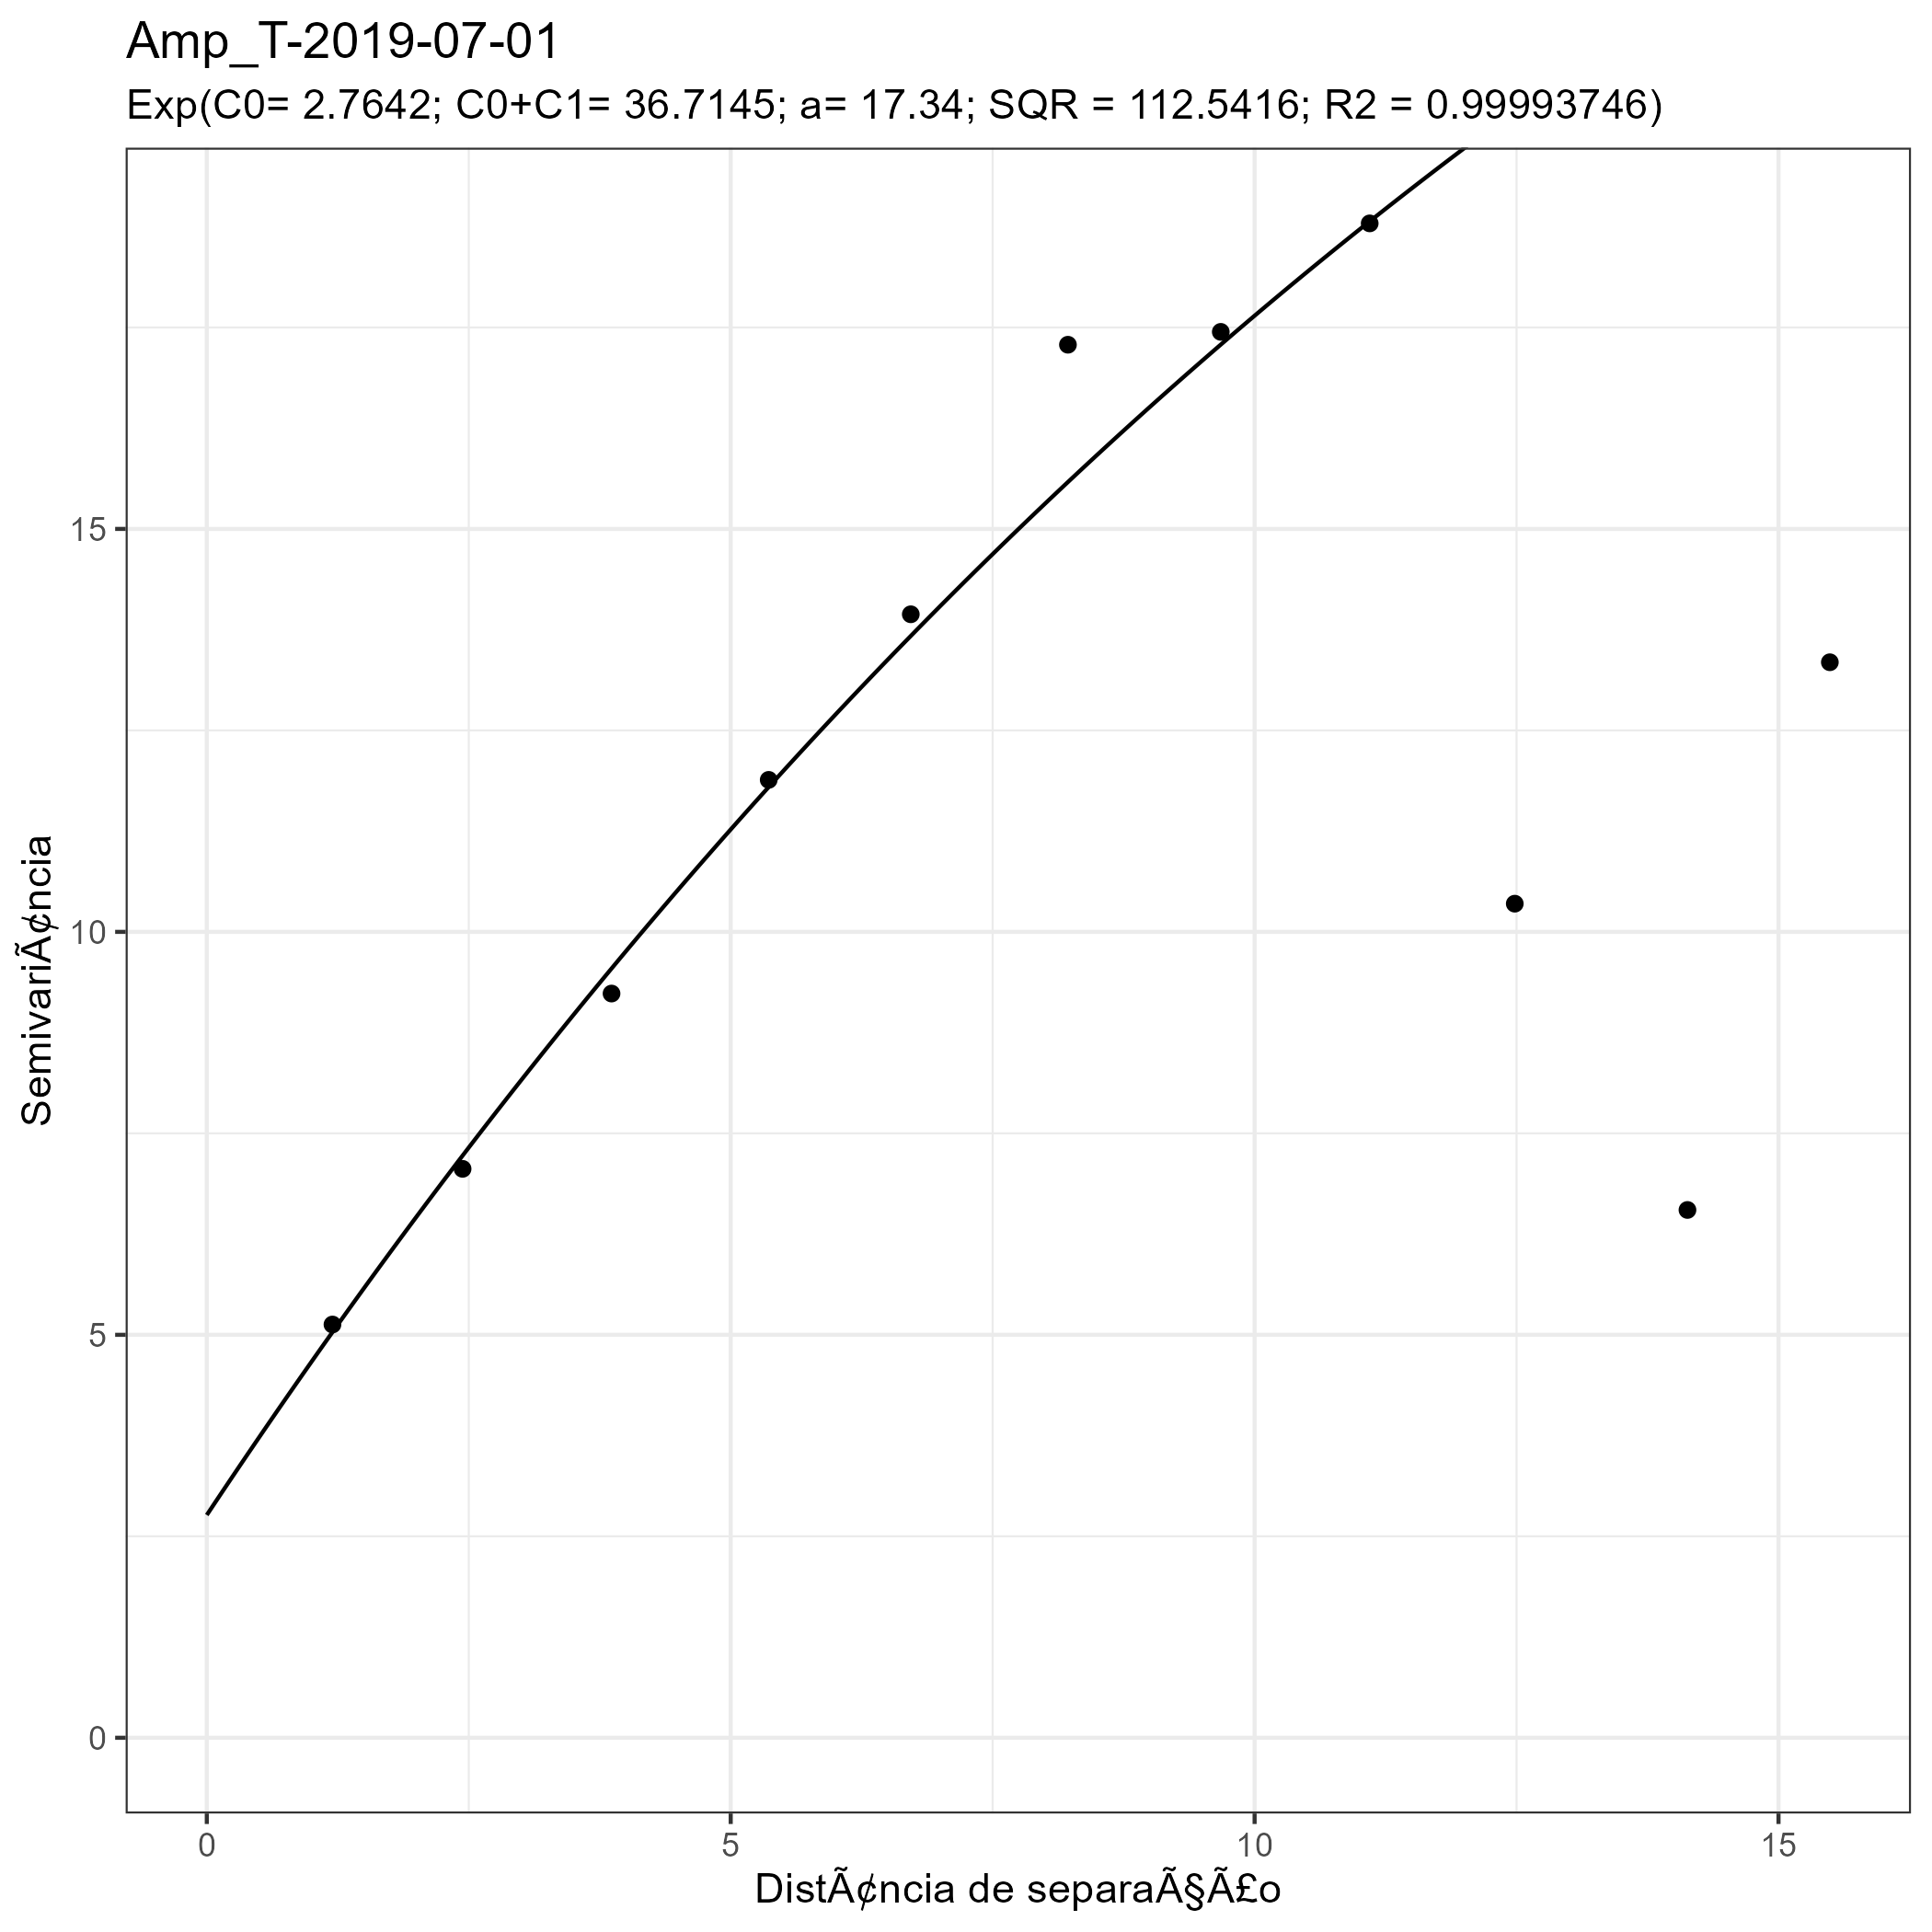 Amp_T-2019-07-01
Exp(C0= 2.7642; C0+C1= 36.7145; a= 17.34; SQR = 112.5416; R2 = 0.99993746)
SemivariÃ¢ncia
15
10
5
0
0 5 10 15
DistÃ¢ncia de separaÃ§Ã£o